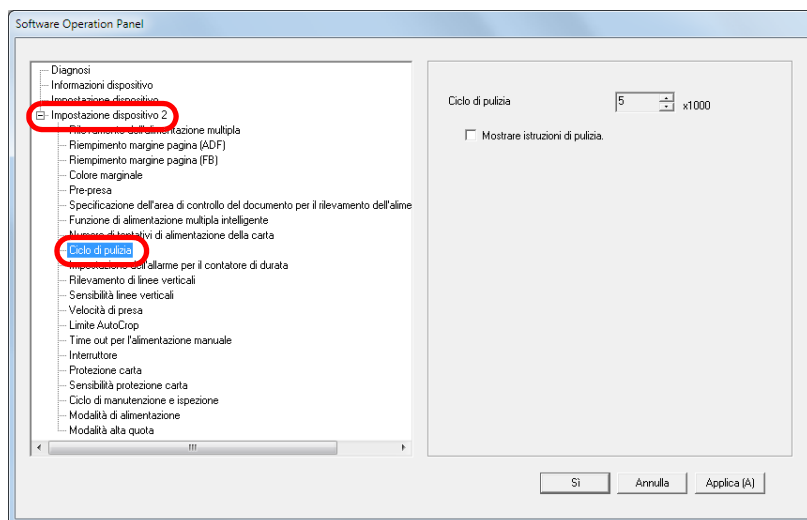 Software Operation Panel
Diagnosi
Informazioni dispositivo
Impostazione dispositivo
Impostazione dispositivo 2
Rilevamento dell'alimentazione multipla
Riempimento margine pagina (ADF)
Riempimento margine pagina (FB)
Colore marginale
Pre-presa
Specificazione dell'area di controllo del documento per il rilevamento dell'alime
Funzione di alimentazione multipla intelligente
Numero di tentativi di alimentazione della carta
Ciclo di pulizia
Impostazione dell'allarme per il contatore di durata
Rilevamento di linee verticali
Sensibilità linee verticali
Velocità di presa
Limite AutoCrop
Time out per l'alimentazione manuale
Interruttore
Protezione carta
Sensibilità protezione carta
Ciclo di manutenzione e ispezione
Modalità di alimentazione
Modalità alta quota
Ciclo di pulizia 5 x1000
Mostrare istruzioni di pulizia.
Sì Annulla Applica (A)